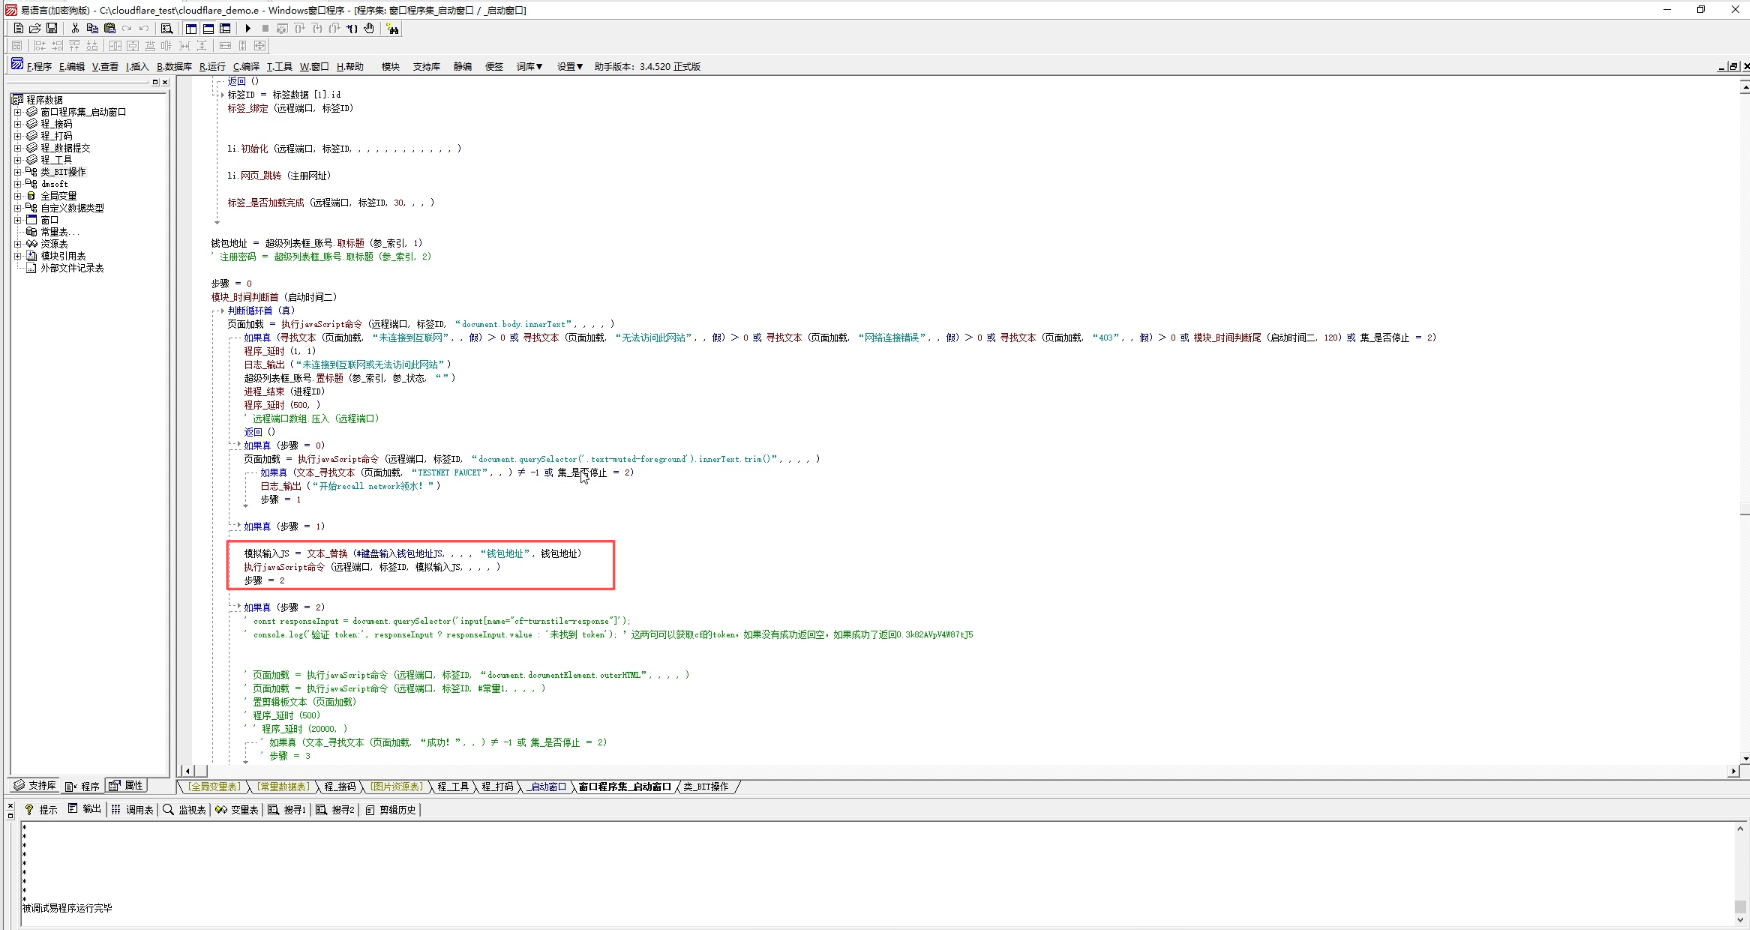 易语言(加密狗版) - C:\cloudflare_test\cloudflare_demo.e - Windows窗口程序 - [程序集: 窗口程序集_启动窗口 / _启动窗口]
F.程序 E.编辑 V.查看 I.插入 B.数据库 R.运行 C.编译 T.工具 W.窗口 H.帮助 模块 支持库 静编 便签 词库▼ 设置▼ 助手版本: 3.4.520 正式版
程序数据
窗口程序集_启动窗口
程_接码
程_打码
程_数据提交
程_工具
类_BIT操作
dmsoft
全局变量
自定义数据类型
窗口
常量表...
资源表
模块引用表
外部文件记录表
支持库 程序 属性
返回 ()
标签ID = 标签数据 [1].id
标签_绑定 (远程端口, 标签ID)
li.初始化 (远程端口, 标签ID, , , , , , , , , , , , )
li.网页_跳转 (注册网址)
标签_是否加载完成 (远程端口, 标签ID, 30, , , )
钱包地址 = 超级列表框_账号.取标题 (参_索引, 1)
' 注册密码 = 超级列表框_账号.取标题 (参_索引, 2)
步骤 = 0
模块_时间判断首 (启动时间二)
判断循环首 (真)
页面加载 = 执行javaScript命令 (远程端口, 标签ID, “document.body.innerText”, , , , )
如果真 (寻找文本 (页面加载, “未连接到互联网”, , 假) > 0 或 寻找文本 (页面加载, “无法访问此网站”, , 假) > 0 或 寻找文本 (页面加载, “网络连接错误”, , 假) > 0 或 寻找文本 (页面加载, “403”, , 假) > 0 或 模块_时间判断尾 (启动时间二, 120) 或 集_是否停止 = 2)
程序_延时 (1, 1)
日志_输出 (“未连接到互联网或无法访问此网站”)
超级列表框_账号.置标题 (参_索引, 参_状态, “”)
进程_结束 (进程ID)
程序_延时 (500, )
' 远程端口数组.压入 (远程端口)
返回 ()
如果真 (步骤 = 0)
页面加载 = 执行javaScript命令 (远程端口, 标签ID, “document.querySelector('.text-muted-foreground').innerText.trim()”, , , , )
如果真 (文本_寻找文本 (页面加载, “TESTNET FAUCET”, , ) ≠ -1 或 集_是否停止 = 2)
日志_输出 (“开始recall network领水！”)
步骤 = 1
如果真 (步骤 = 1)
模拟输入JS = 文本_替换 (#键盘输入钱包地址JS, , , , “钱包地址”, 钱包地址)
执行javaScript命令 (远程端口, 标签ID, 模拟输入JS, , , , )
步骤 = 2
如果真 (步骤 = 2)
' const responseInput = document.querySelector('input[name="cf-turnstile-response"]');
' console.log('验证 token:', responseInput ? responseInput.value : '未找到 token'); ' 这两句可以获取cf的token，如果没有成功返回空，如果成功了返回0.3k82AVpV4W87tJ5
' 页面加载 = 执行javaScript命令 (远程端口, 标签ID, “document.documentElement.outerHTML”, , , , )
' 页面加载 = 执行javaScript命令 (远程端口, 标签ID, #常量1, , , , )
' 置剪辑板文本 (页面加载)
' 程序_延时 (500)
' ' 程序_延时 (20000, )
' 如果真 (文本_寻找文本 (页面加载, “成功！”, , ) ≠ -1 或 集_是否停止 = 2)
' 步骤 = 3
[全局变量表] [常量数据表] 程_接码 [图片资源表] 程_工具 程_打码 _启动窗口 窗口程序集_启动窗口 类_BIT操作
提示 输出 调用表 监视表 变量表 搜寻1 搜寻2 剪辑历史
*
*
*
*
*
*
*
*
*
被调试易程序运行完毕